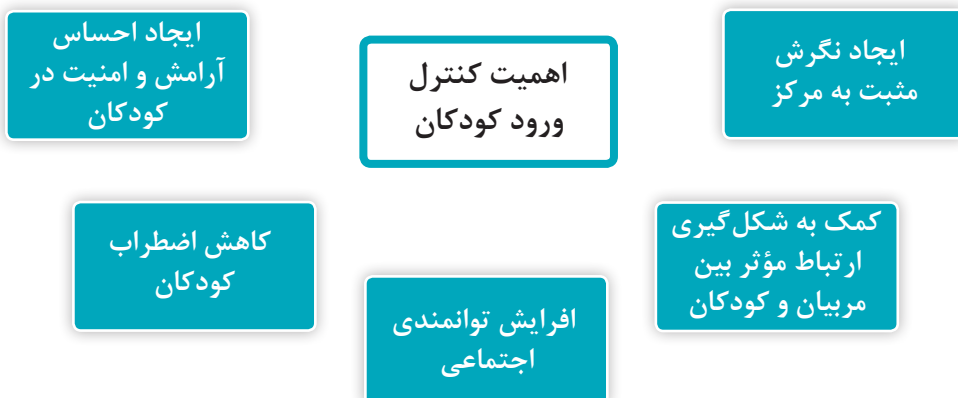 اهمیت کنترل
ورود کودکان
ایجاد نگرش
مثبت به مرکز
کمک به شکل‌گیری
ارتباط مؤثر بین
مربیان و کودکان
افرایش توانمندی
اجتماعی
کاهش اضطراب
کودکان
ایجاد احساس
آرامش و امنیت در
کودکان